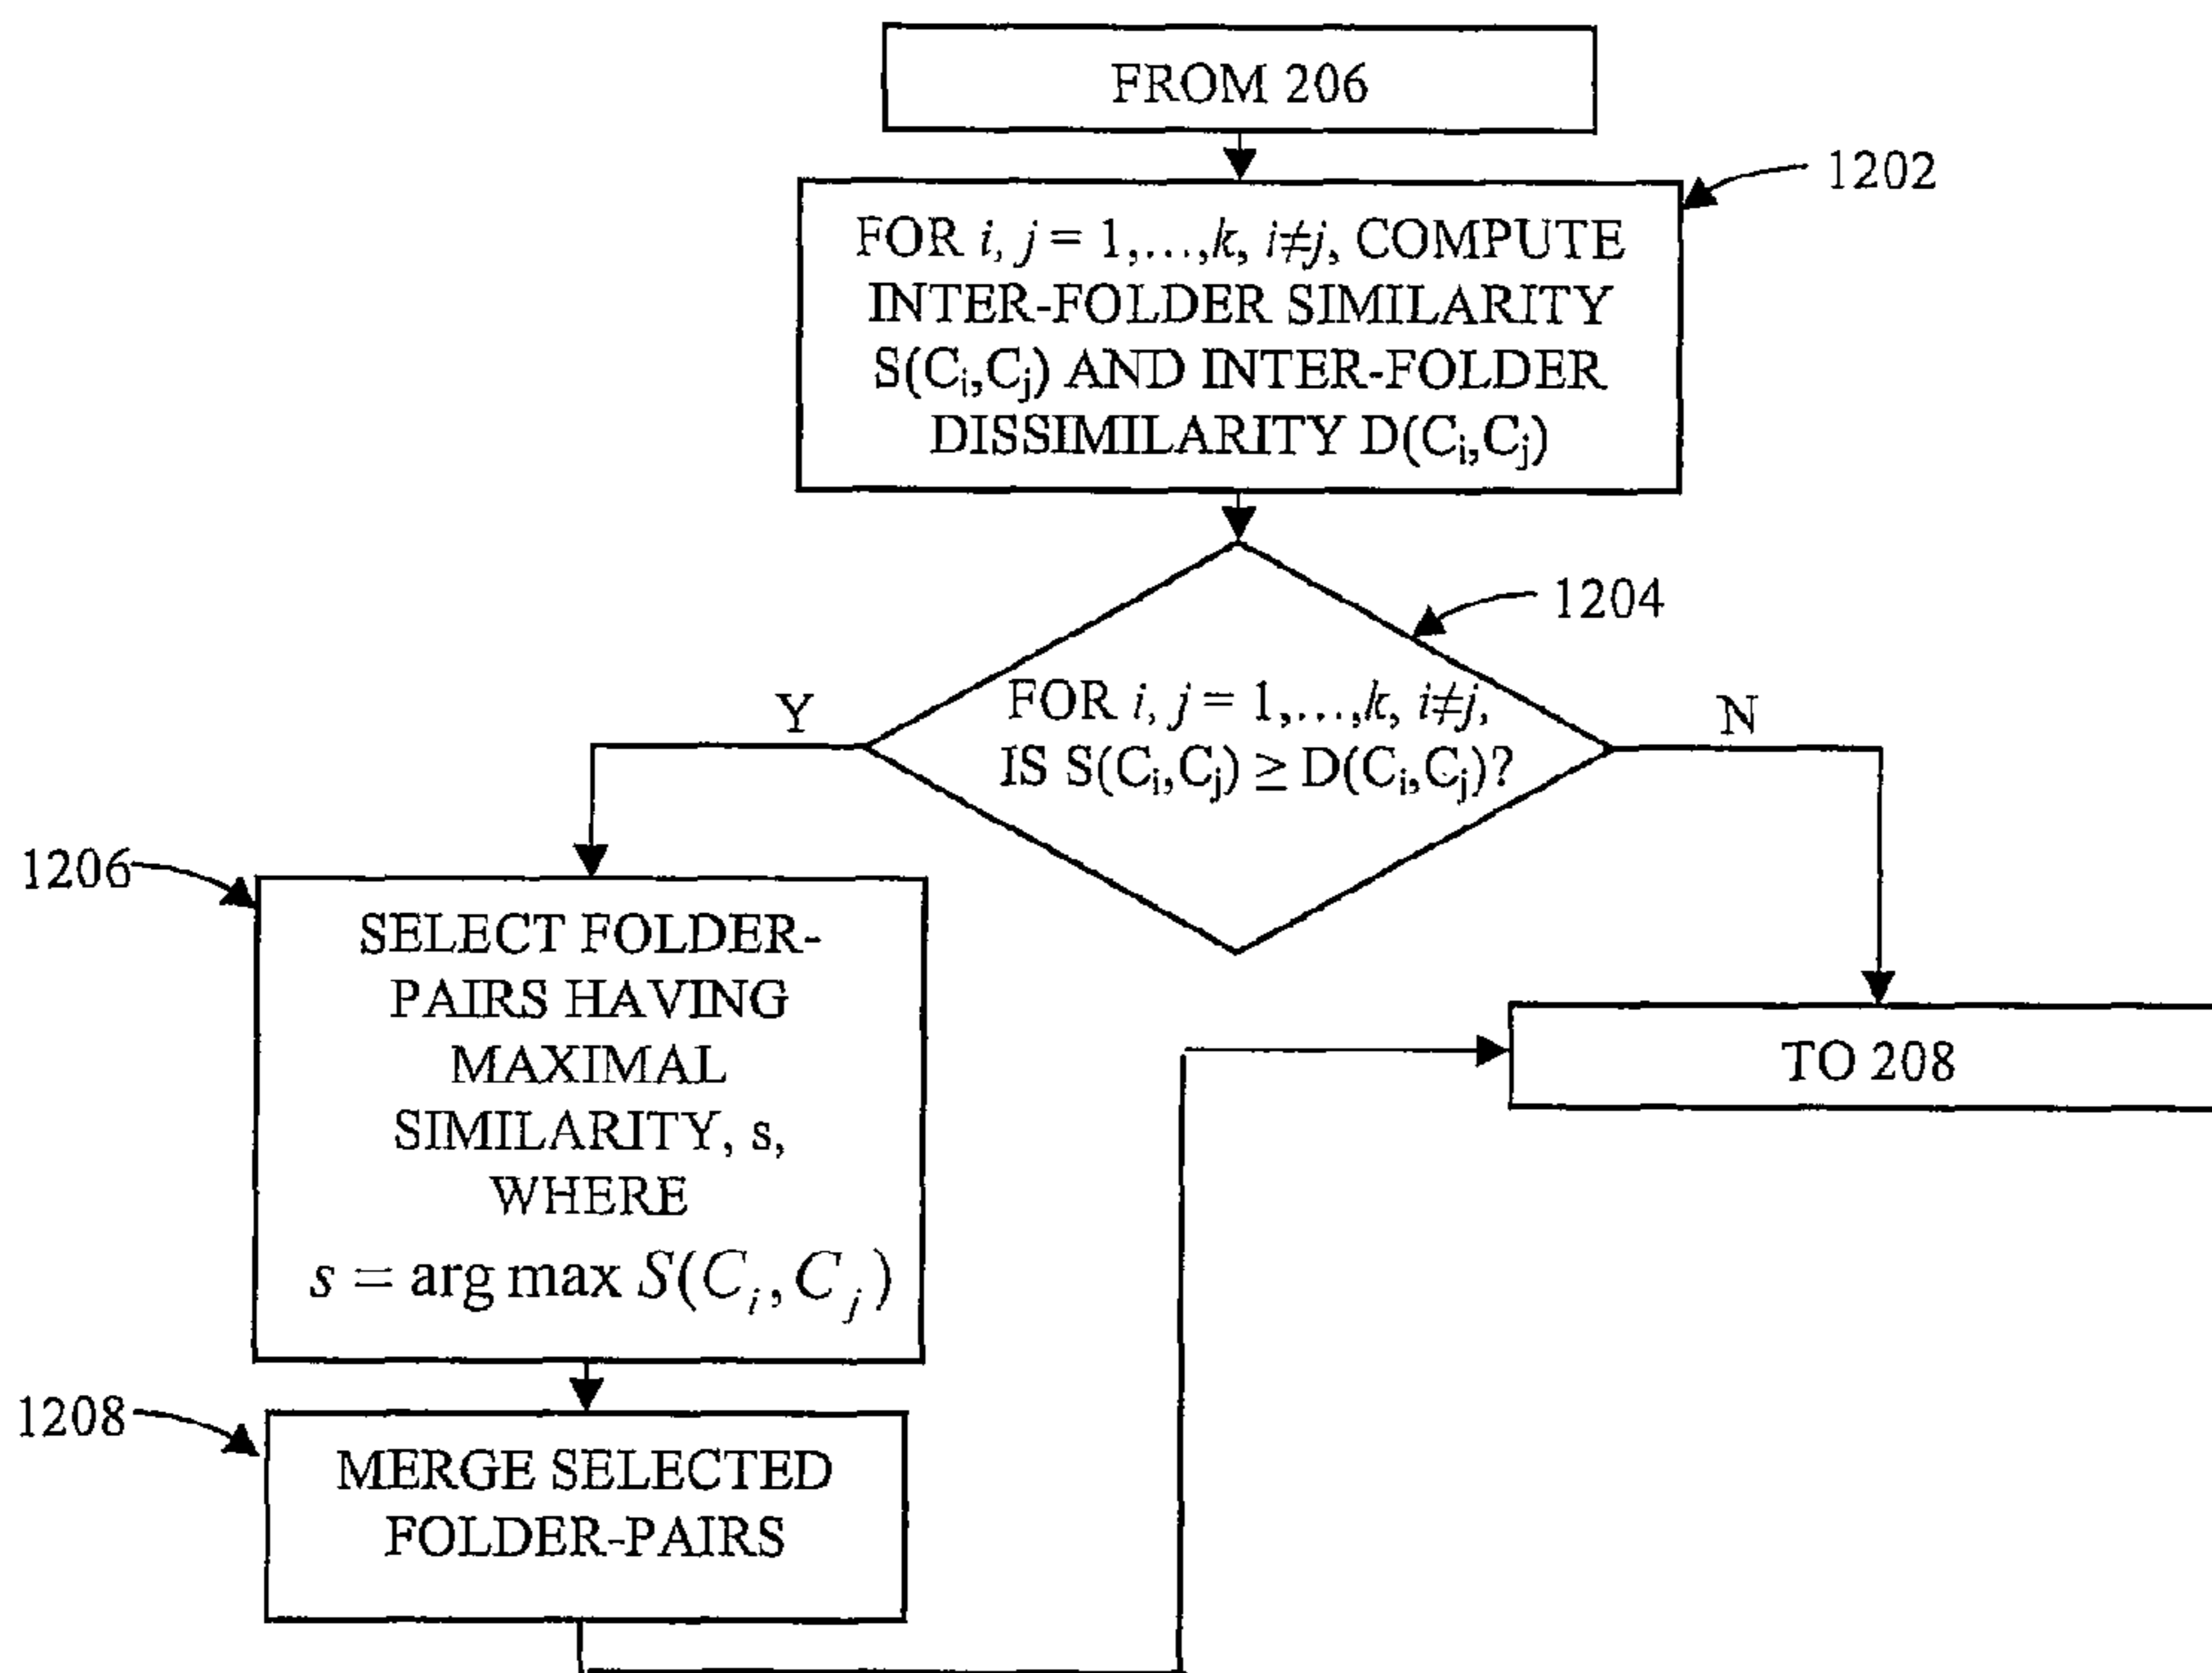 FROM 206
1202
FOR i, j = 1,...,k, i≠j, COMPUTE
INTER-FOLDER SIMILARITY
S(Ci,Cj) AND INTER-FOLDER
DISSIMILARITY D(Ci,Cj)
1204
FOR i, j = 1,...,k, i≠j,
IS S(Ci,Cj) ≥ D(Ci,Cj)?
Y
N
1206
SELECT FOLDER-
PAIRS HAVING
MAXIMAL
SIMILARITY, s,
WHERE
s = arg max S(Ci, Cj)
TO 208
1208
MERGE SELECTED
FOLDER-PAIRS